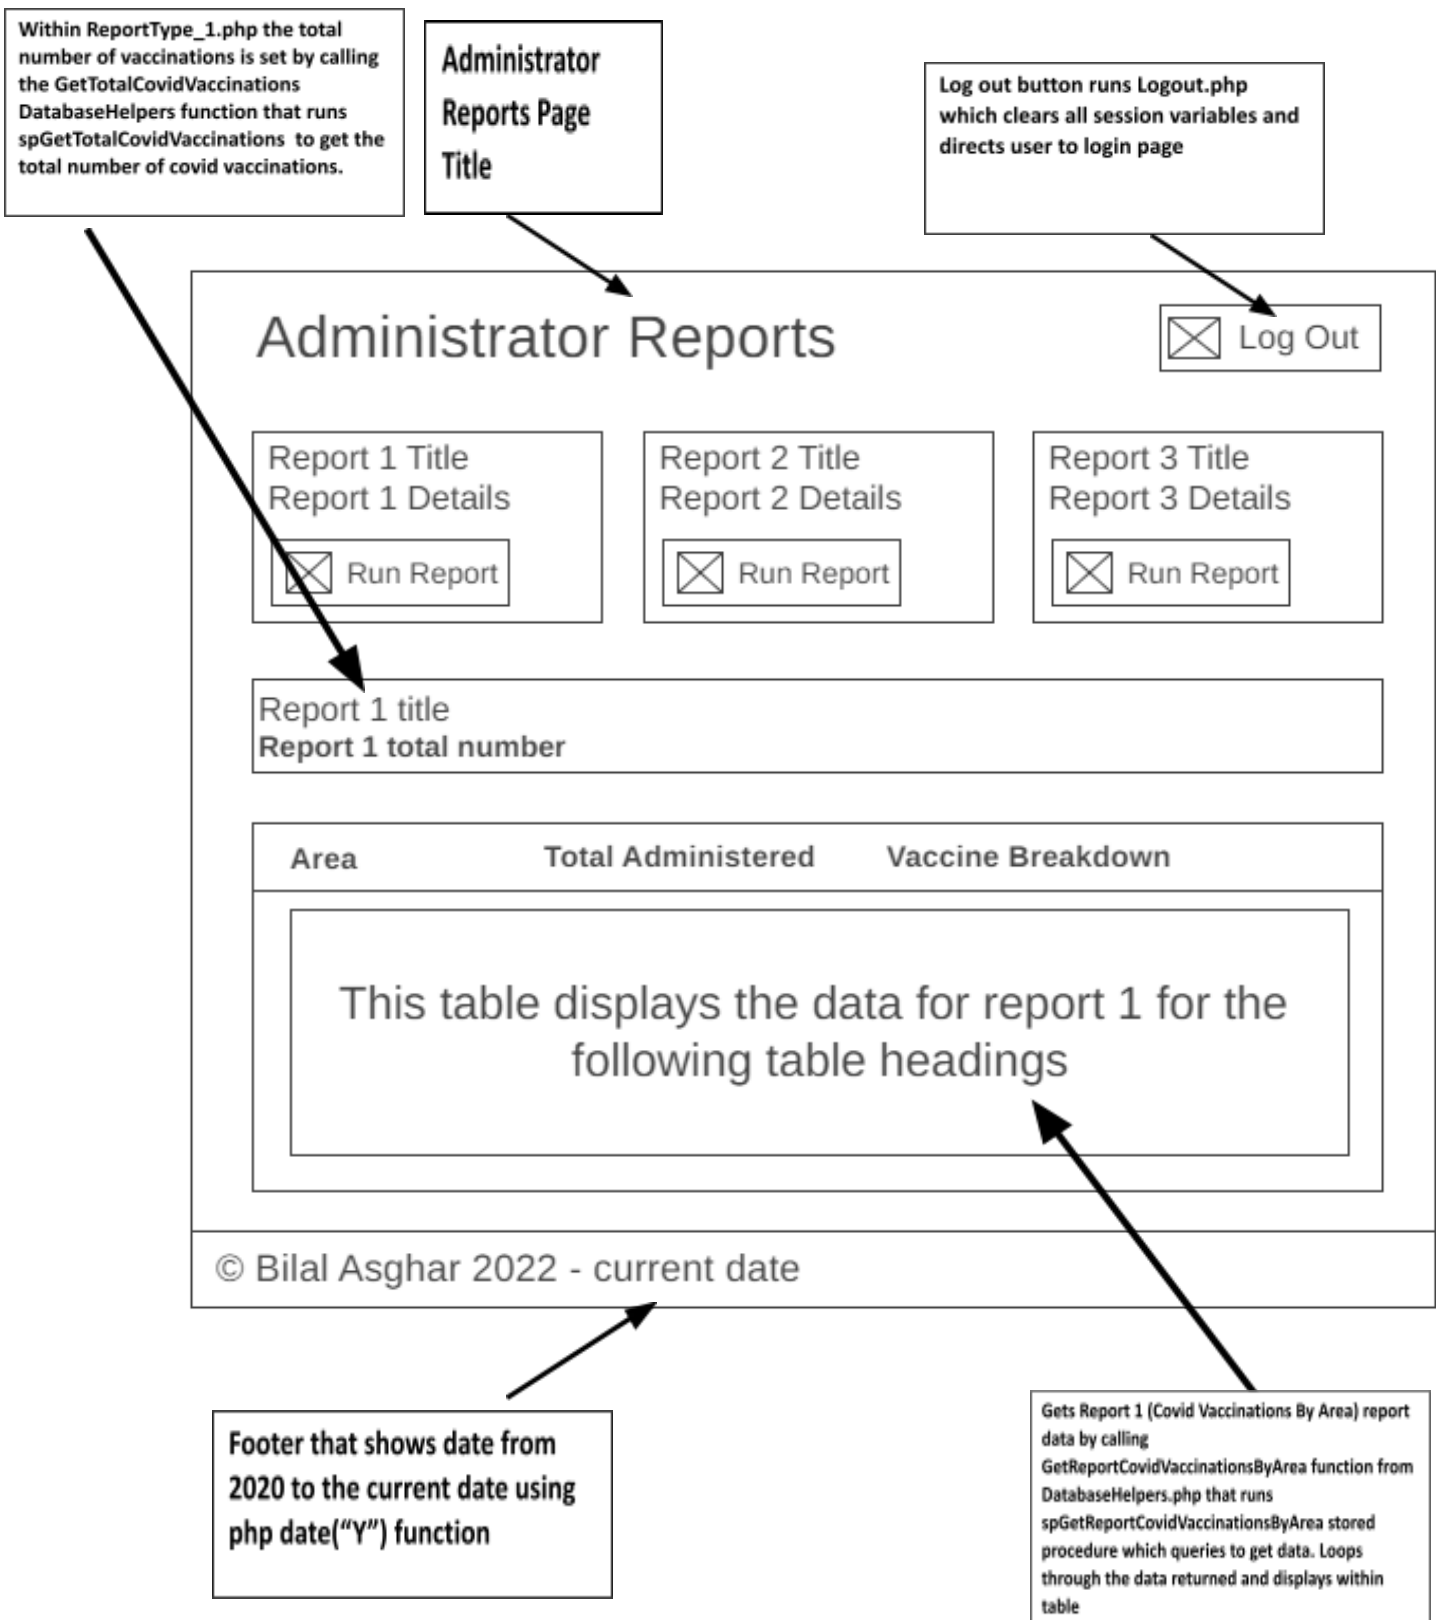 Within ReportType_1.php the total
number of vaccinations is set by calling
the GetTotalCovidVaccinations
DatabaseHelpers function that runs
spGetTotalCovidVaccinations  to get the
total number of covid vaccinations.
Administrator
Reports Page
Title
Log out button runs Logout.php
which clears all session variables and
directs user to login page
Administrator Reports
Log Out
Report 1 Title
Report 1 Details
Run Report
Report 2 Title
Report 2 Details
Run Report
Report 3 Title
Report 3 Details
Run Report
Report 1 title
Report 1 total number
Area Total Administered Vaccine Breakdown
This table displays the data for report 1 for the
following table headings
© Bilal Asghar 2022 - current date
Footer that shows date from
2020 to the current date using
php date(“Y”) function
Gets Report 1 (Covid Vaccinations By Area) report
data by calling
GetReportCovidVaccinationsByArea function from
DatabaseHelpers.php that runs
spGetReportCovidVaccinationsByArea stored
procedure which queries to get data. Loops
through the data returned and displays within
table